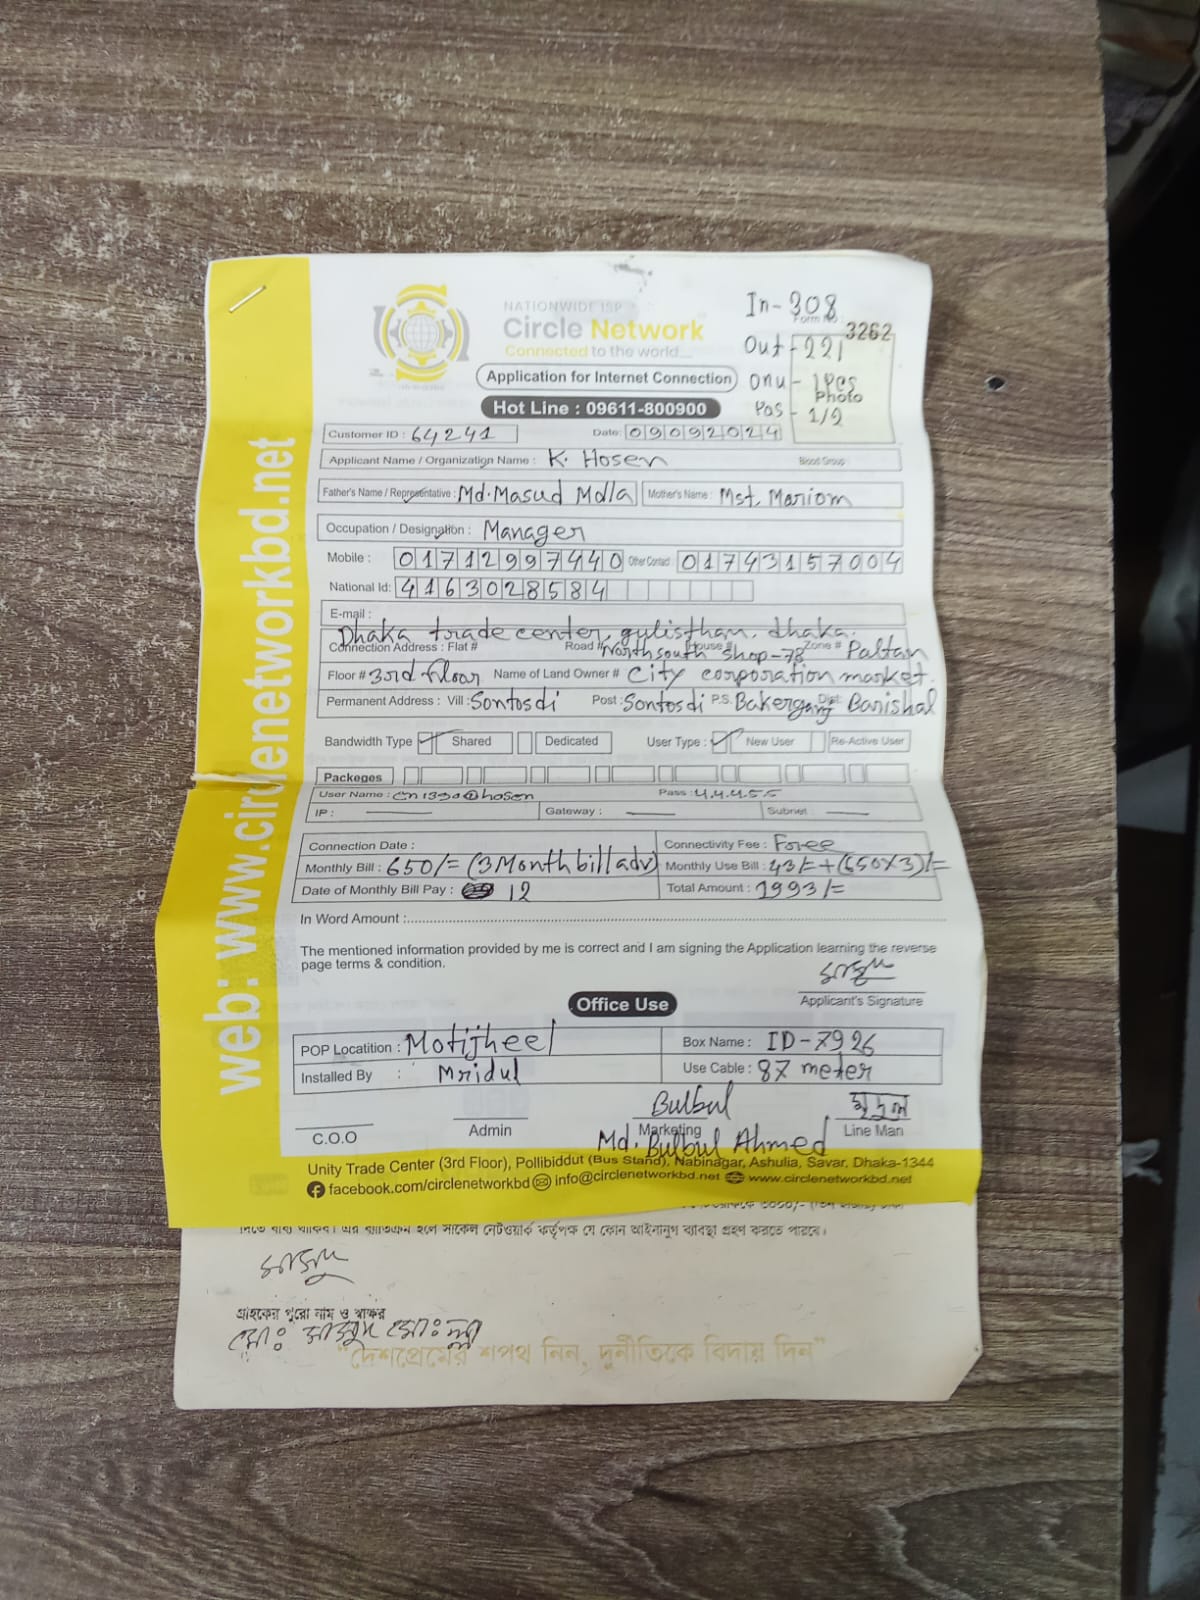 NATIONWIDE ISP
Circle Network
Connected to the world....
In-308
Form No
3262
Out-221
Onu - 1Pcs
Photo
Pas - 1/2
Application for Internet Connection
Hot Line : 09611-800900
Customer ID : 64241
Date: 09092024
Applicant Name / Organization Name : K. Hosen
Blood Group
Father's Name / Representative : Md. Masud Molla Mother's Name : Mst. Mariom
Occupation / Designation : Manager
Mobile : 01712997440 Other Contact 01743157004
National Id: 4163028584
E-mail :
Dhaka trade center, gulisthan, dhaka.
Connection Address : Flat # Road # North south House # Shop-78 Zone # Paltan
Floor # 3rd floor Name of Land Owner # City corporation market.
Permanent Address : Vill : Sontosdi Post : Sontosdi P.S. Bakergang Dist: Barishal
Bandwidth Type Shared Dedicated User Type : New User Re-Active User
Packeges
User Name : cn1330@hosen Pass : 44455
IP : Gateway : Subnet :
Connection Date : Connectivity Fee : Free
Monthly Bill : 650/= (3 Month bill adv) Monthly Use Bill : 43/= + (650x3)/=
Date of Monthly Bill Pay : 12 Total Amount : 1993/=
In Word Amount :
The mentioned information provided by me is correct and I am signing the Application learning the reverse
page terms & condition.
মাসুদ
Applicant's Signature
Office Use
POP Locatition : Motijheel Box Name : ID-7926
Installed By : Mridul Use Cable : 87 meter
Bulbul মৃদুল
C.O.O Admin Marketing Line Man
Md. Bulbul Ahmed
Unity Trade Center (3rd Floor), Pollibiddut (Bus Stand), Nabinagar, Ashulia, Savar, Dhaka-1344
facebook.com/circlenetworkbd info@circlenetworkbd.net www.circlenetworkbd.net
web: www.circlenetworkbd.net
দিতে বাধ্য থাকিব। এর ব্যতিক্রম হলে সার্কেল নেটওয়ার্ক কর্তৃপক্ষ যে কোন আইনানুগ ব্যবস্থা গ্রহণ করতে পারবে।
মাসুদ
গ্রাহকের পুরো নাম ও স্বাক্ষর
মোঃ মাসুদ মোল্লা
“দেশপ্রেমের শপথ নিন, দুর্নীতিকে বিদায় দিন”